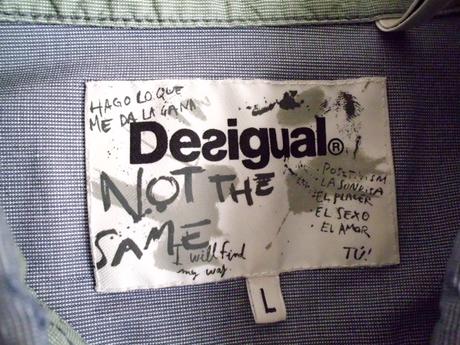 HAGO LO QUE
ME DA LA GANA
Desigual®
NOT THE
SAME
I will find
my way
POSITIVISM
LA SONRISA
EL PLACER
EL SEXO
EL AMOR
TÚ!
L